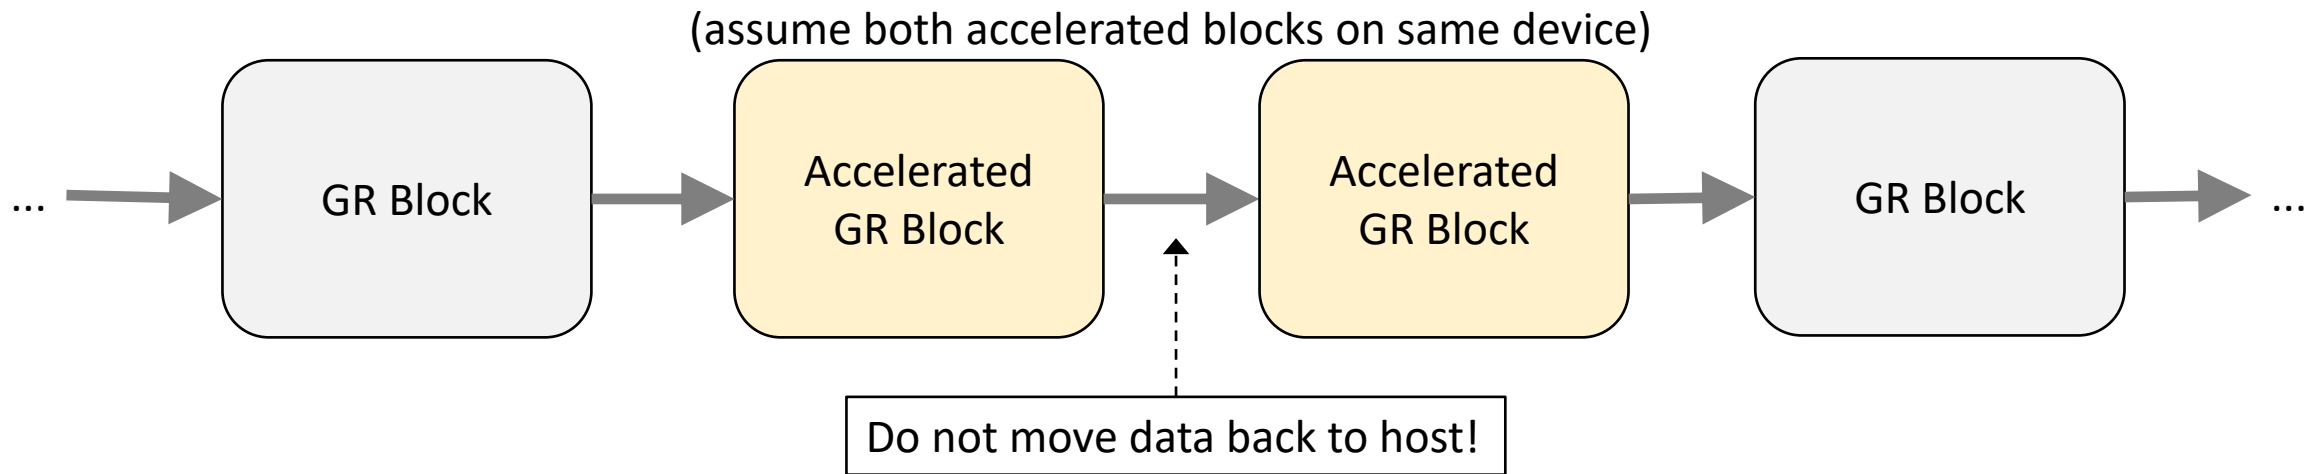 (assume both accelerated blocks on same device)
...
GR Block
Accelerated
GR Block
Accelerated
GR Block
GR Block
...
Do not move data back to host!